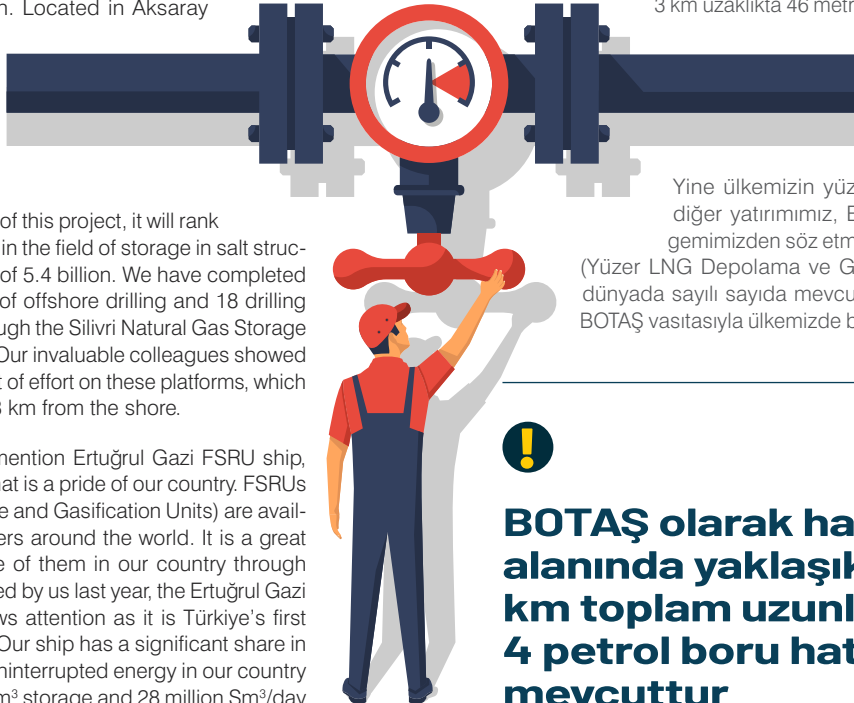 n. Located in Aksaray
of this project, it will rank
in the field of storage in salt struc-
of 5.4 billion. We have completed
of offshore drilling and 18 drilling
ugh the Silivri Natural Gas Storage
Our invaluable colleagues showed
t of effort on these platforms, which
3 km from the shore.
mention Ertuğrul Gazi FSRU ship,
hat is a pride of our country. FSRUs
e and Gasification Units) are avail-
ers around the world. It is a great
e of them in our country through
ed by us last year, the Ertuğrul Gazi
ws attention as it is Türkiye's first
Our ship has a significant share in
ninterrupted energy in our country
m³ storage and 28 million Sm³/day
3 km uzaklıkta 46 metr
Yine ülkemizin yüz
diğer yatırımımız, E
gemimizden söz etm
(Yüzer LNG Depolama ve G
dünyada sayılı sayıda mevcu
BOTAŞ vasıtasıyla ülkemizde b
BOTAŞ olarak ha
alanında yaklaşık
km toplam uzunl
4 petrol boru hat
mevcuttur